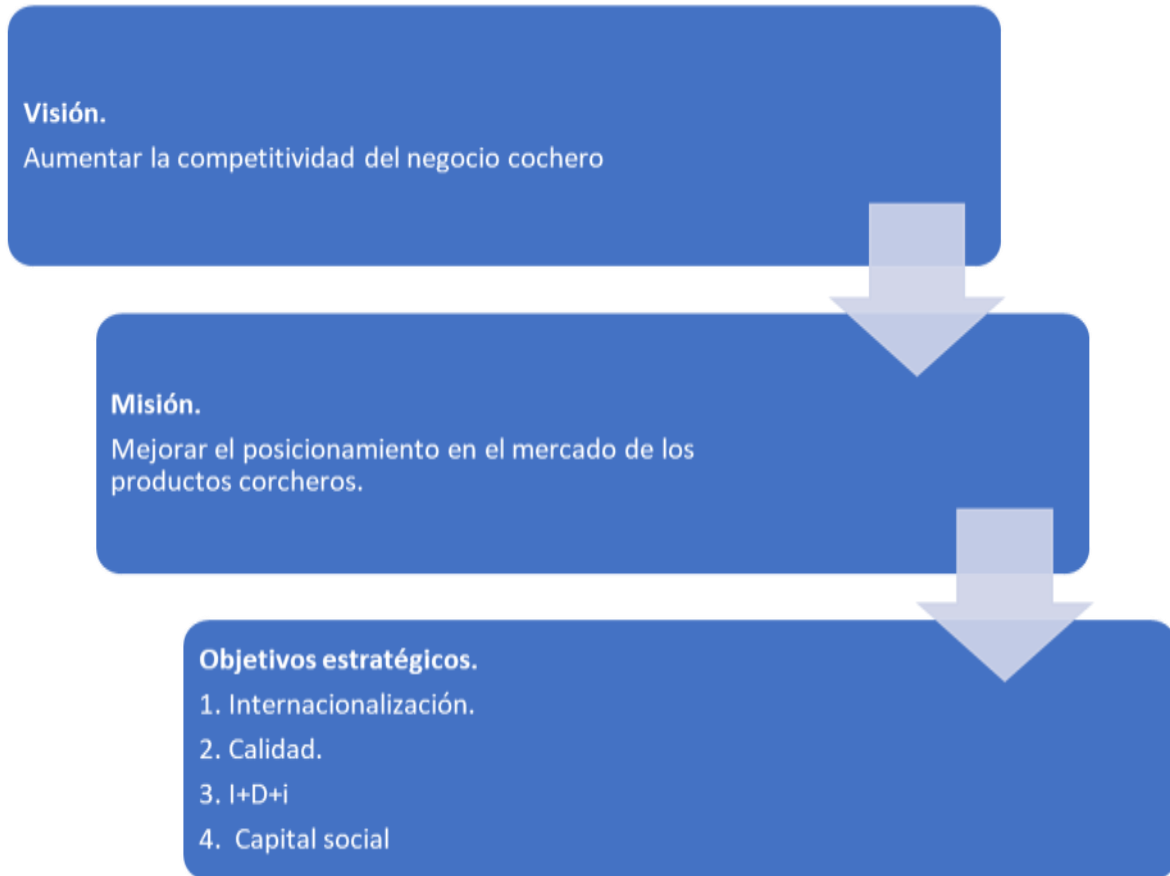 Visión.
Aumentar la competitividad del negocio cochero
Misión.
Mejorar el posicionamiento en el mercado de los
productos corcheros.
Objetivos estratégicos.
1. Internacionalización.
2. Calidad.
3. I+D+i
4. Capital social